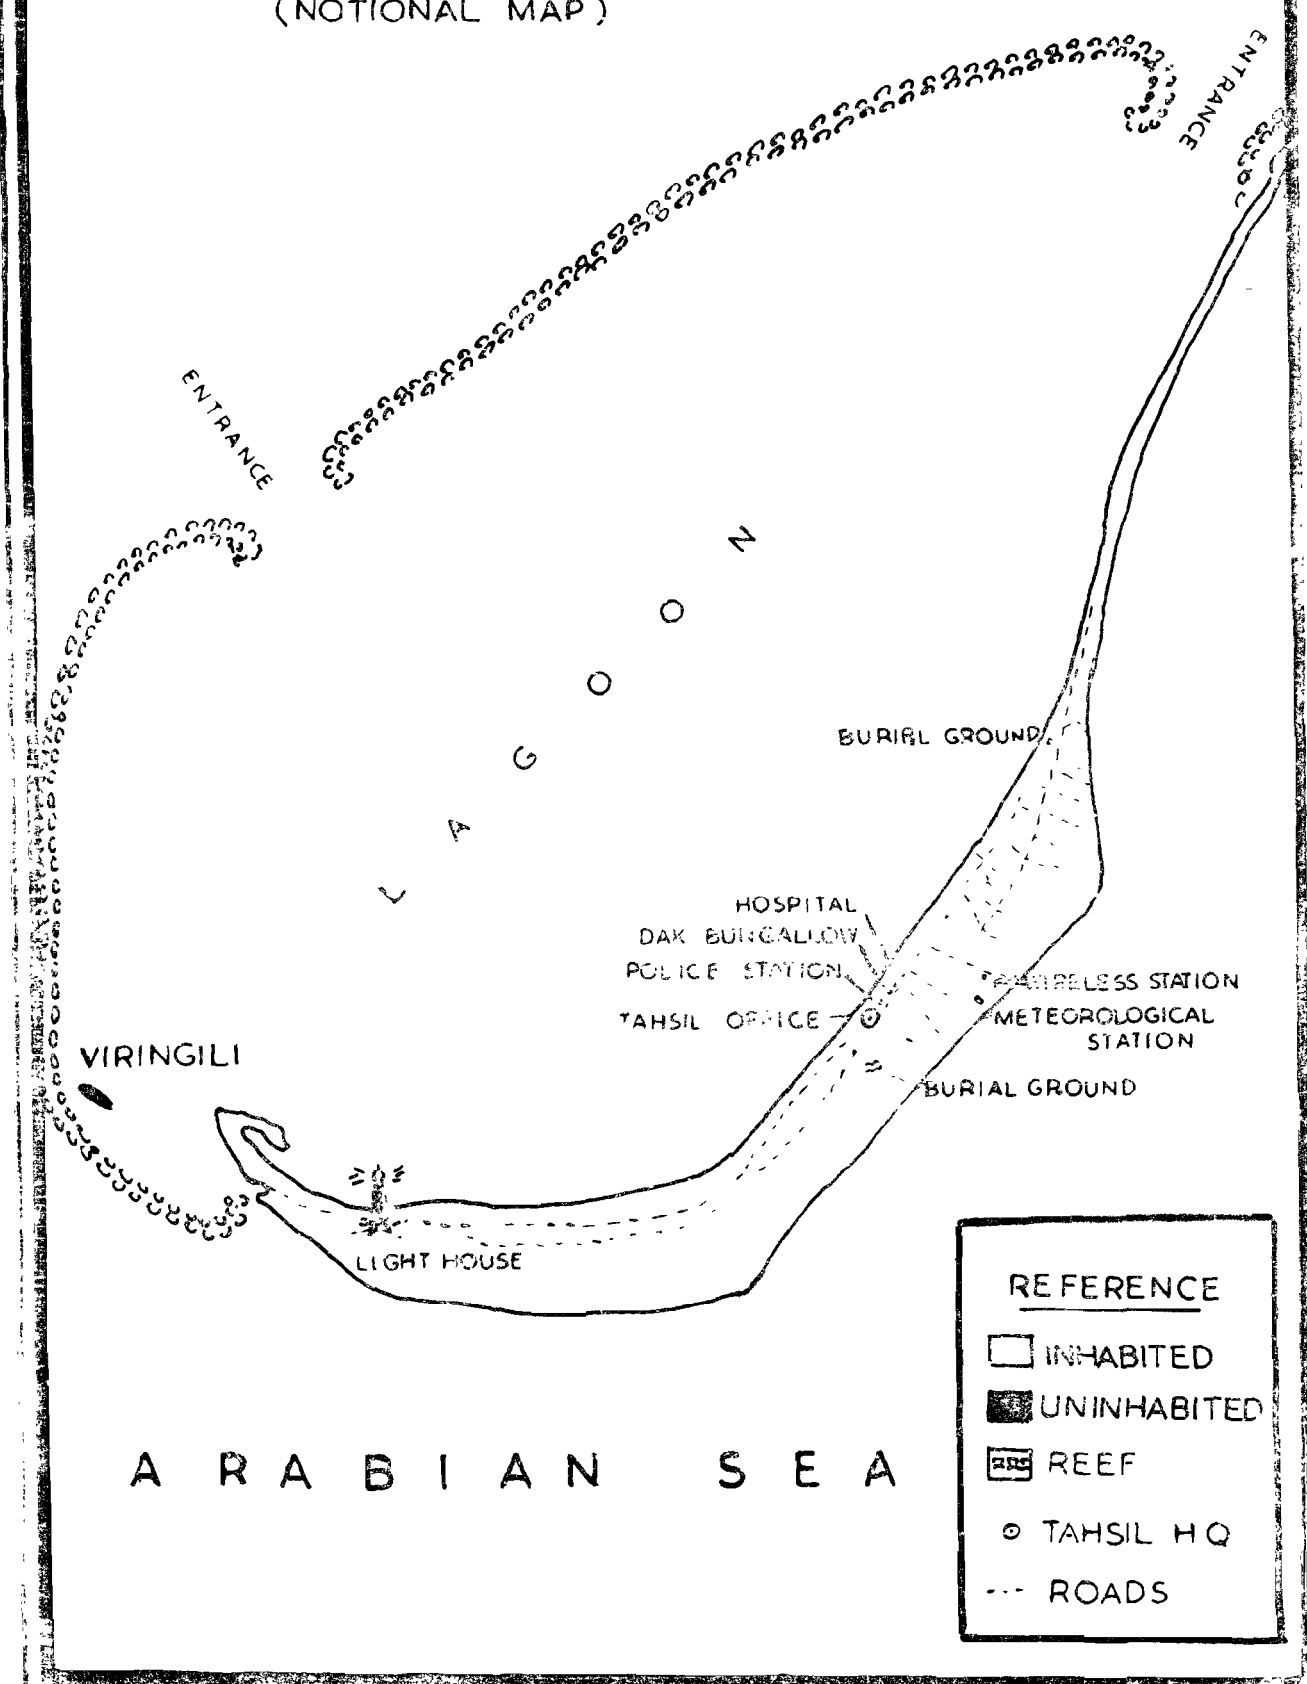 (NOTIONAL MAP)
ENTRANCE
ENTRANCE
LAGOON
BURIAL GROUND
HOSPITAL
DAK BUNGALLOW
POLICE STATION
TAHSIL OFFICE
WIRELESS STATION
METEOROLOGICAL
STATION
BURIAL GROUND
VIRINGILI
LIGHT HOUSE
ARABIAN SEA
REFERENCE
INHABITED
UNINHABITED
REEF
TAHSIL HQ
ROADS